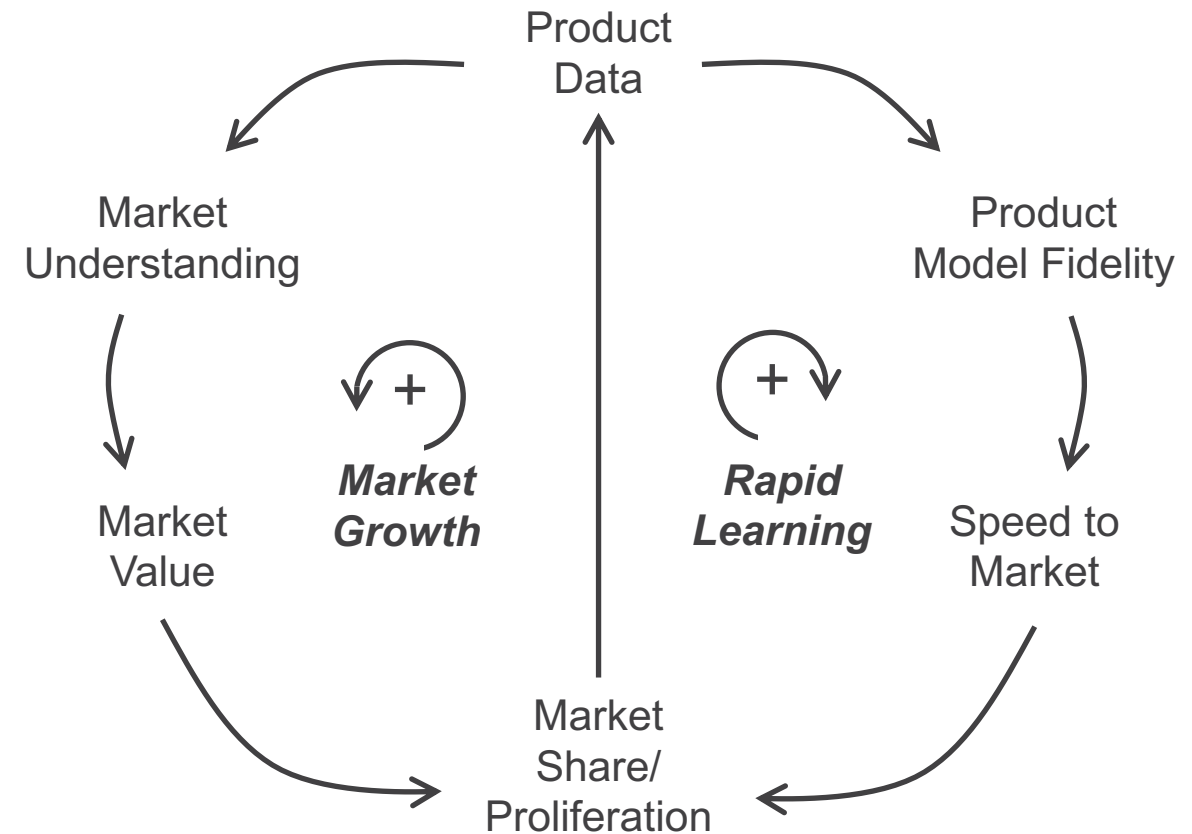 Product
Data
Market
Understanding
Product
Model Fidelity
+
+
Market
Growth
Rapid
Learning
Market
Value
Speed to
Market
Market
Share/
Proliferation